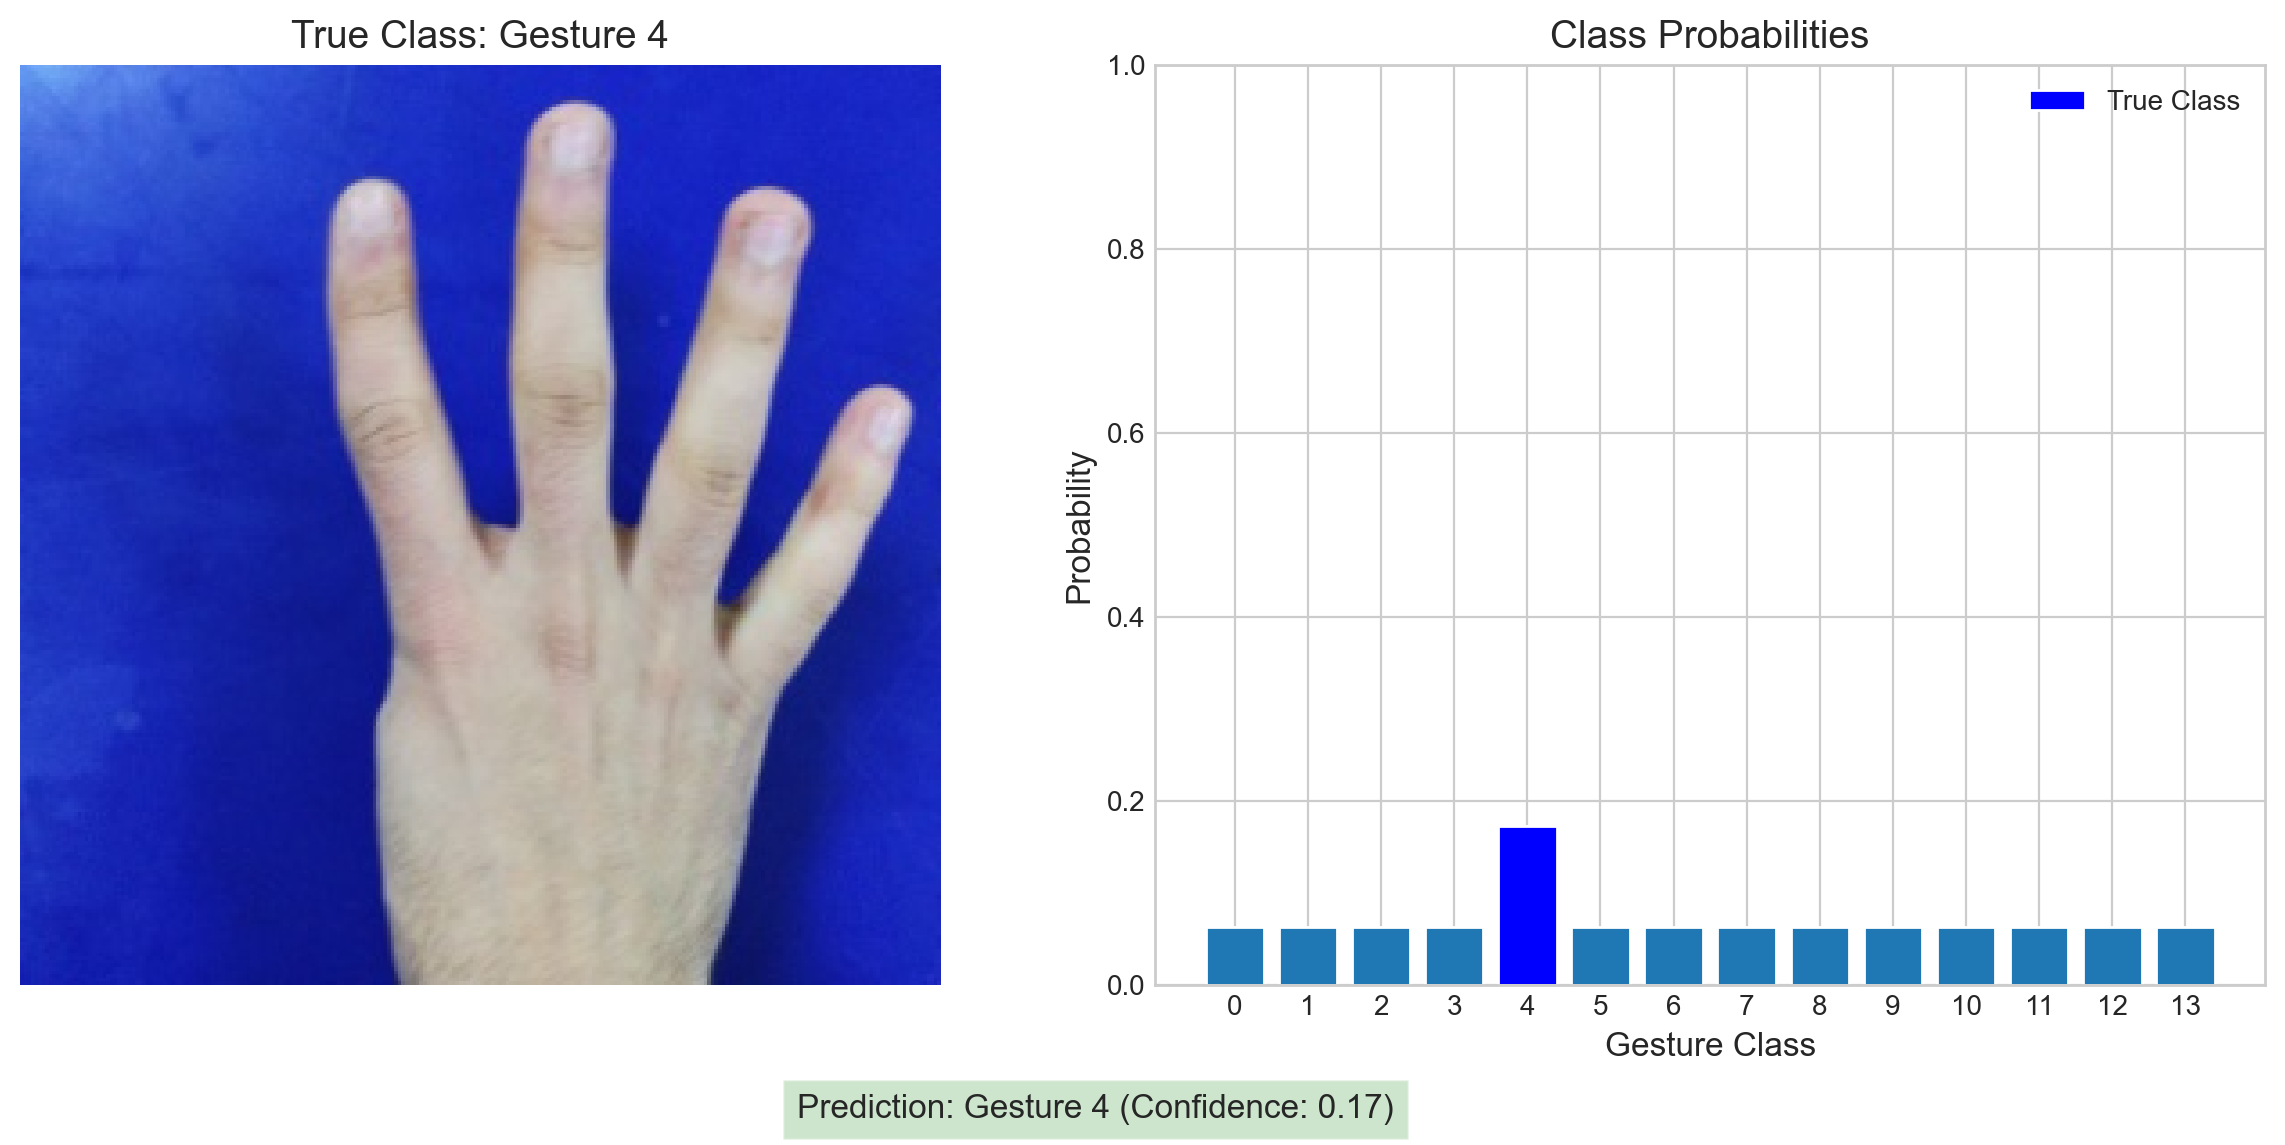 True Class: Gesture 4
Class Probabilities
1.0
0.8
0.6
0.4
0.2
0.0
Probability
True Class
0 1 2 3 4 5 6 7 8 9 10 11 12 13
Gesture Class
Prediction: Gesture 4 (Confidence: 0.17)